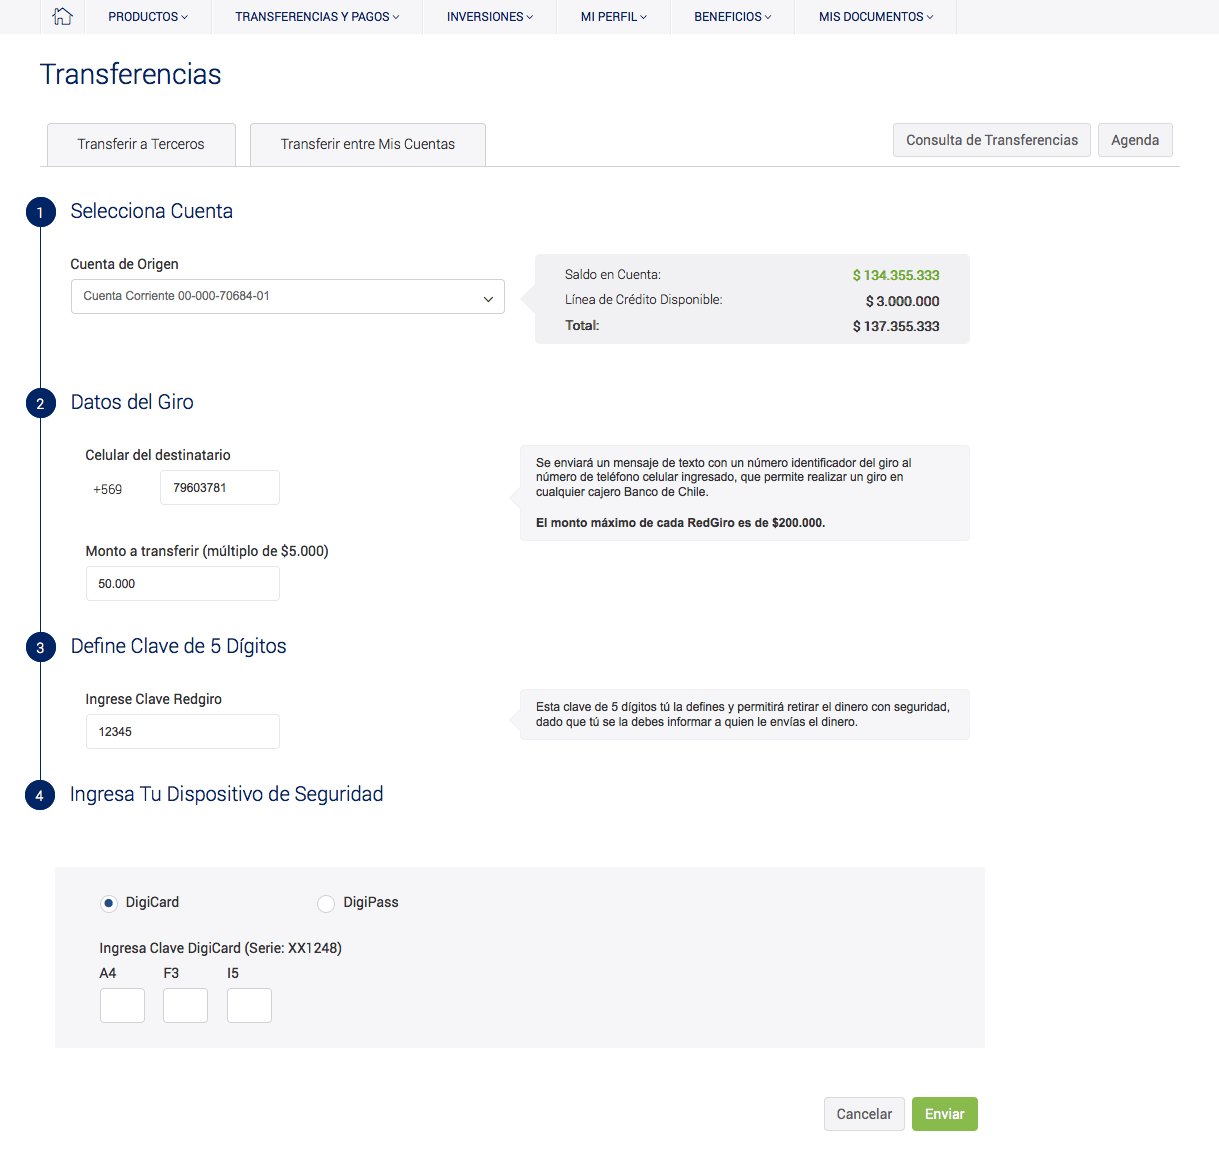 PRODUCTOS
TRANSFERENCIAS Y PAGOS
INVERSIONES
MI PERFIL
BENEFICIOS
MIS DOCUMENTOS
Transferencias
Transferir a Terceros
Transferir entre Mis Cuentas
Consulta de Transferencias
Agenda
1 Selecciona Cuenta
Cuenta de Origen
Cuenta Corriente 00-000-70684-01
Saldo en Cuenta: $ 134.355.333
Línea de Crédito Disponible: $ 3.000.000
Total: $ 137.355.333
2 Datos del Giro
Celular del destinatario
+569 79603781
Se enviará un mensaje de texto con un número identificador del giro al
número de teléfono celular ingresado, que permite realizar un giro en
cualquier cajero Banco de Chile.
El monto máximo de cada RedGiro es de $200.000.
Monto a transferir (múltiplo de $5.000)
50.000
3 Define Clave de 5 Dígitos
Ingrese Clave Redgiro
12345
Esta clave de 5 dígitos tú la defines y permitirá retirar el dinero con seguridad,
dado que tú se la debes informar a quien le envías el dinero.
4 Ingresa Tu Dispositivo de Seguridad
DigiCard
DigiPass
Ingresa Clave DigiCard (Serie: XX1248)
A4 F3 I5
Cancelar
Enviar